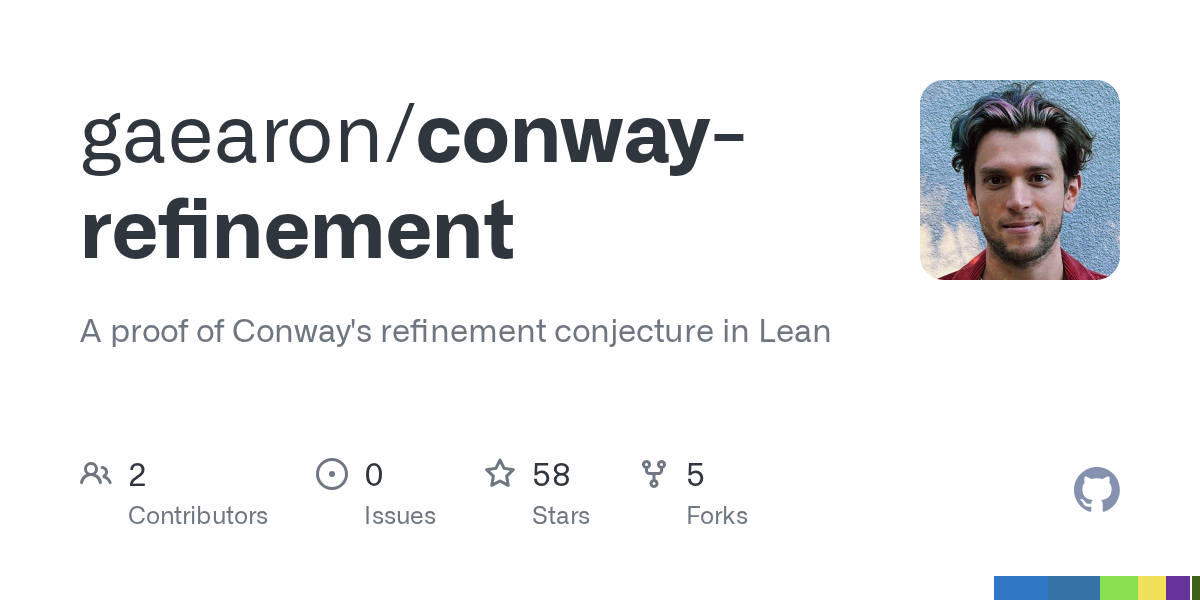 gaearon/conway-
refinement
A proof of Conway's refinement conjecture in Lean
2
Contributors
0
Issues
58
Stars
5
Forks